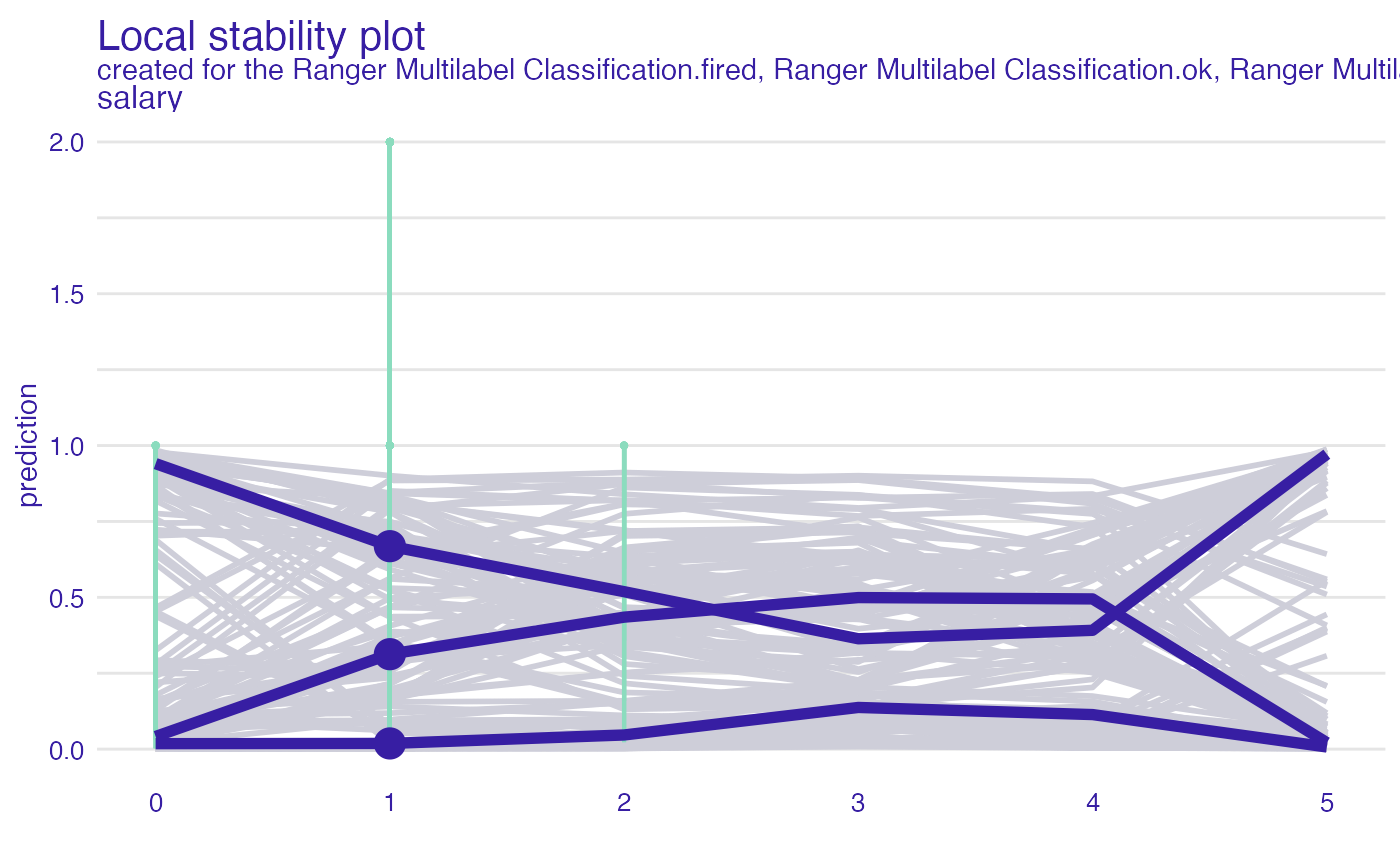 Local stability plot
created for the Ranger Multilabel Classification.fired, Ranger Multilabel Classification.ok, Ranger
salary
2.0
1.5
prediction
1.0
0.5
0.0
0 1 2 3 4 5